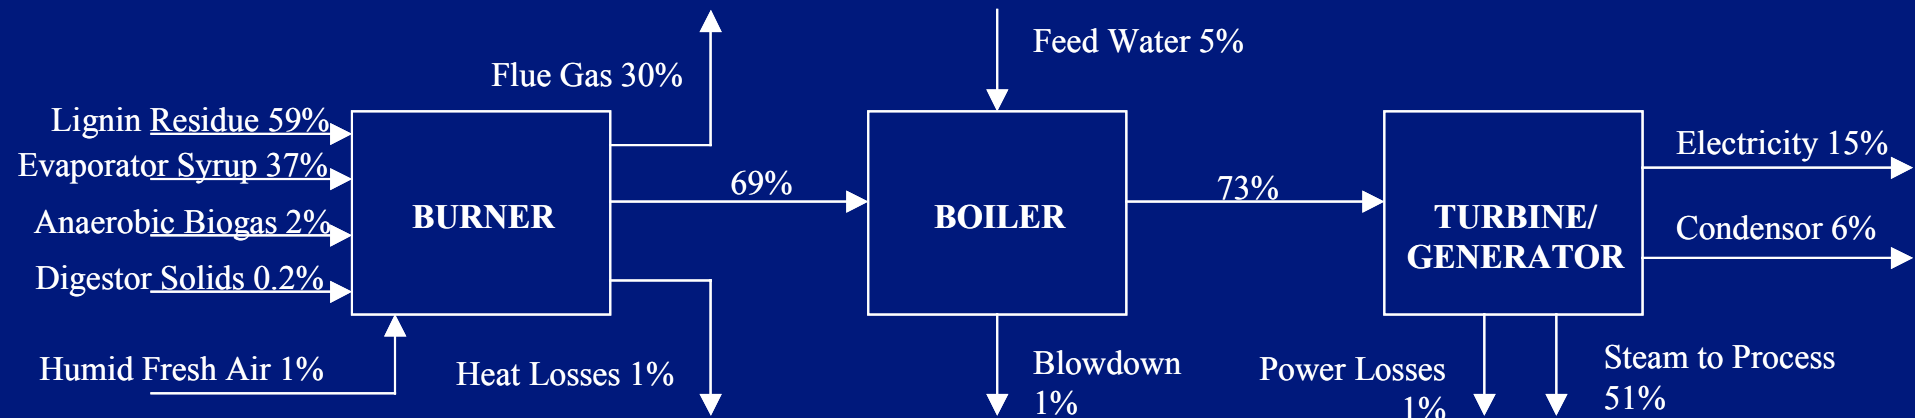 Feed Water 5%
Flue Gas 30%
Lignin Residue 59%
Evaporator Syrup 37%
Anaerobic Biogas 2%
Digestor Solids 0.2%
Humid Fresh Air 1%
BURNER
69%
Heat Losses 1%
BOILER
73%
Blowdown
1%
TURBINE/
GENERATOR
Electricity 15%
Condensor 6%
Power Losses
1%
Steam to Process
51%